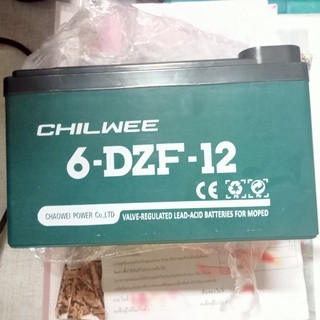 CHILWEE
6-DZF-12
CE
CHAOWEI POWER Co.,LTD
VALVE-REGULATED LEAD-ACID BATTERIES FOR MOPED